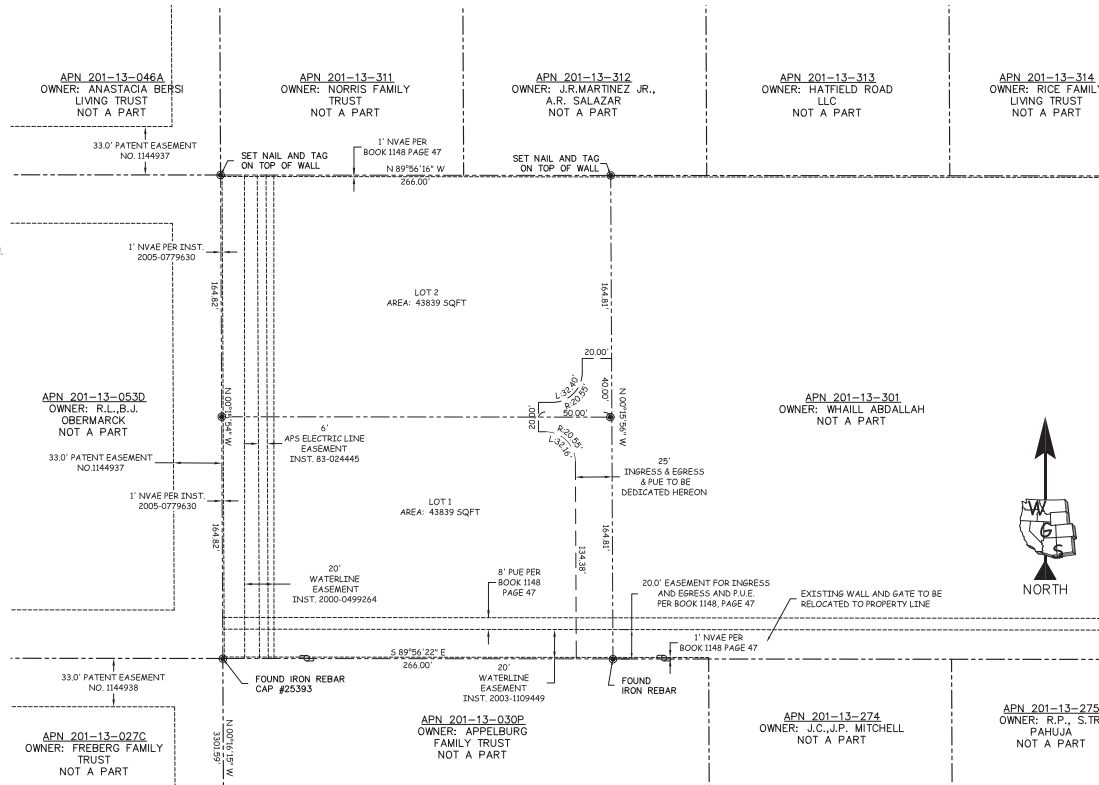 APN 201-13-046A
OWNER: ANASTACIA BERSI
LIVING TRUST
NOT A PART
APN 201-13-311
OWNER: NORRIS FAMILY
TRUST
NOT A PART
APN 201-13-312
OWNER: J.R.MARTINEZ JR.,
A.R. SALAZAR
NOT A PART
APN 201-13-313
OWNER: HATFIELD ROAD
LLC
NOT A PART
APN 201-13-314
OWNER: RICE FAMILY
LIVING TRUST
NOT A PART
33.0' PATENT EASEMENT
NO. 1144937
SET NAIL AND TAG
ON TOP OF WALL
1' NVAE PER
BOOK 1148 PAGE 47
N 89°56'16" W
266.00'
SET NAIL AND TAG
ON TOP OF WALL
1' NVAE PER INST.
2005-0779630
164.82'
LOT 2
AREA: 43839 SQFT
164.81'
20.00'
40.00'
L:32.40'
R:20.55'
50.00'
20.00'
R:20.55'
L:32.16'
N 00°15'54" W
N 00°15'56" W
APN 201-13-053D
OWNER: R.L.,B.J.
OBERMARCK
NOT A PART
APN 201-13-301
OWNER: WHAILL ABDALLAH
NOT A PART
6'
APS ELECTRIC LINE
EASEMENT
INST. 83-024445
33.0' PATENT EASEMENT
NO.1144937
25'
INGRESS & EGRESS
& PUE TO BE
DEDICATED HEREON
1' NVAE PER INST.
2005-0779630
164.82'
LOT 1
AREA: 43839 SQFT
164.81'
134.38'
W
G
S
NORTH
20'
WATERLINE
EASEMENT
INST. 2000-0499264
8' PUE PER
BOOK 1148
PAGE 47
20.0' EASEMENT FOR INGRESS
AND EGRESS AND P.U.E.
PER BOOK 1148, PAGE 47
EXISTING WALL AND GATE TO BE
RELOCATED TO PROPERTY LINE
1' NVAE PER
BOOK 1148 PAGE 47
S 89°56'22" E
266.00'
20'
WATERLINE
EASEMENT
INST. 2003-1109449
33.0' PATENT EASEMENT
NO. 1144938
FOUND IRON REBAR
CAP #25393
FOUND
IRON REBAR
N 00°16'15" W
3301.59'
APN 201-13-027C
OWNER: FREBERG FAMILY
TRUST
NOT A PART
APN 201-13-030P
OWNER: APPELBURG
FAMILY TRUST
NOT A PART
APN 201-13-274
OWNER: J.C.,J.P. MITCHELL
NOT A PART
APN 201-13-275
OWNER: R.P., S.TR
PAHUJA
NOT A PART